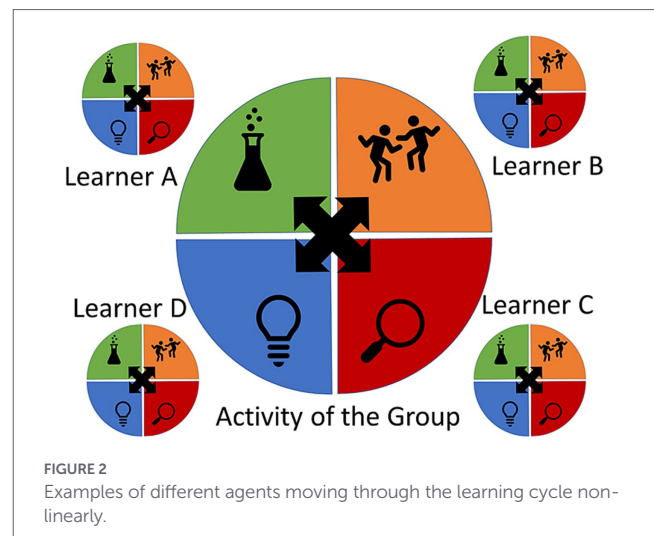 Learner A
Learner B
Learner D
Learner C
Activity of the Group
FIGURE 2
Examples of different agents moving through the learning cycle non-
linearly.